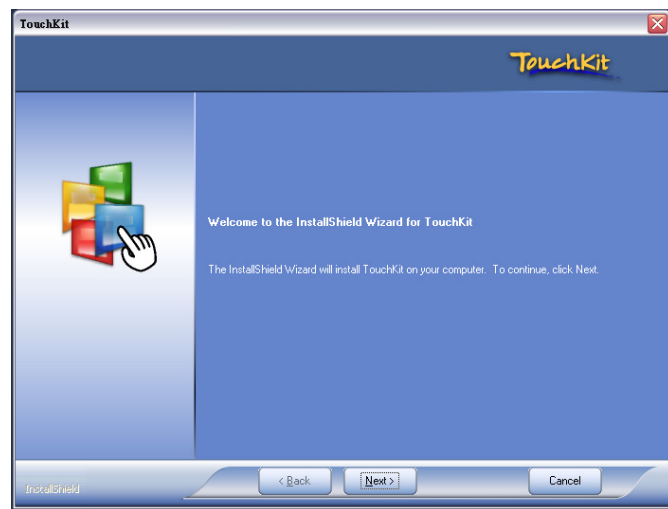 TouchKit
TouchKit
Welcome to the InstallShield Wizard for TouchKit
The InstallShield Wizard will install TouchKit on your computer. To continue, click Next.
InstallShield
< Back
Next >
Cancel